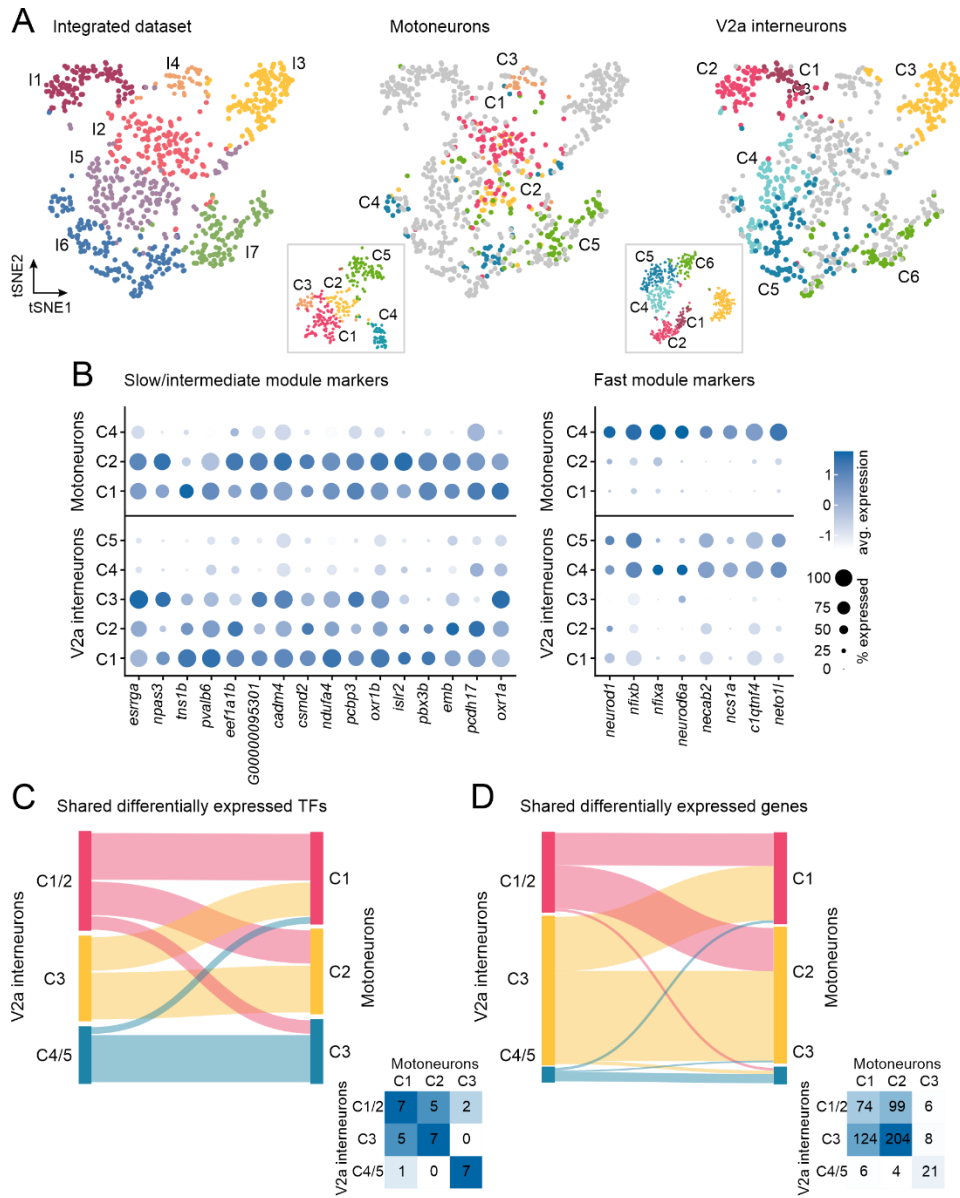 A
Integrated dataset
Motoneurons
V2a interneurons
I1
I4
I3
I2
I5
I6
I7
tSNE2
tSNE1
C3
C1
C2
C4
C5
C5
C3
C2
C4
C1
C2
C1
C3
C3
C4
C5
C6
C5
C6
C4
C1
C2
B
Slow/intermediate module markers
Fast module markers
Motoneurons
C4
C2
C1
V2a interneurons
C5
C4
C3
C2
C1
esrrga
npas3
tns1b
pvalb6
eef1a1b
G00000095301
cadm4
csmd2
ndufa4
pcbp3
oxr1b
islr2
pbx3b
emb
pcdh17
oxr1a
neurod1
nfixb
nfixa
neurod6a
necab2
ncs1a
c1qtnf4
neto1l
1
0
-1
avg. expression
100
75
50
25
0
% expressed
C
Shared differentially expressed TFs
V2a interneurons
C1/2
C3
C4/5
C1
C2
C3
Motoneurons
Motoneurons
C1 C2 C3
V2a interneurons
C1/2 7 5 2
C3 5 7 0
C4/5 1 0 7
D
Shared differentially expressed genes
V2a interneurons
C1/2
C3
C4/5
C1
C2
C3
Motoneurons
Motoneurons
C1 C2 C3
V2a interneurons
C1/2 74 99 6
C3 124 204 8
C4/5 6 4 21